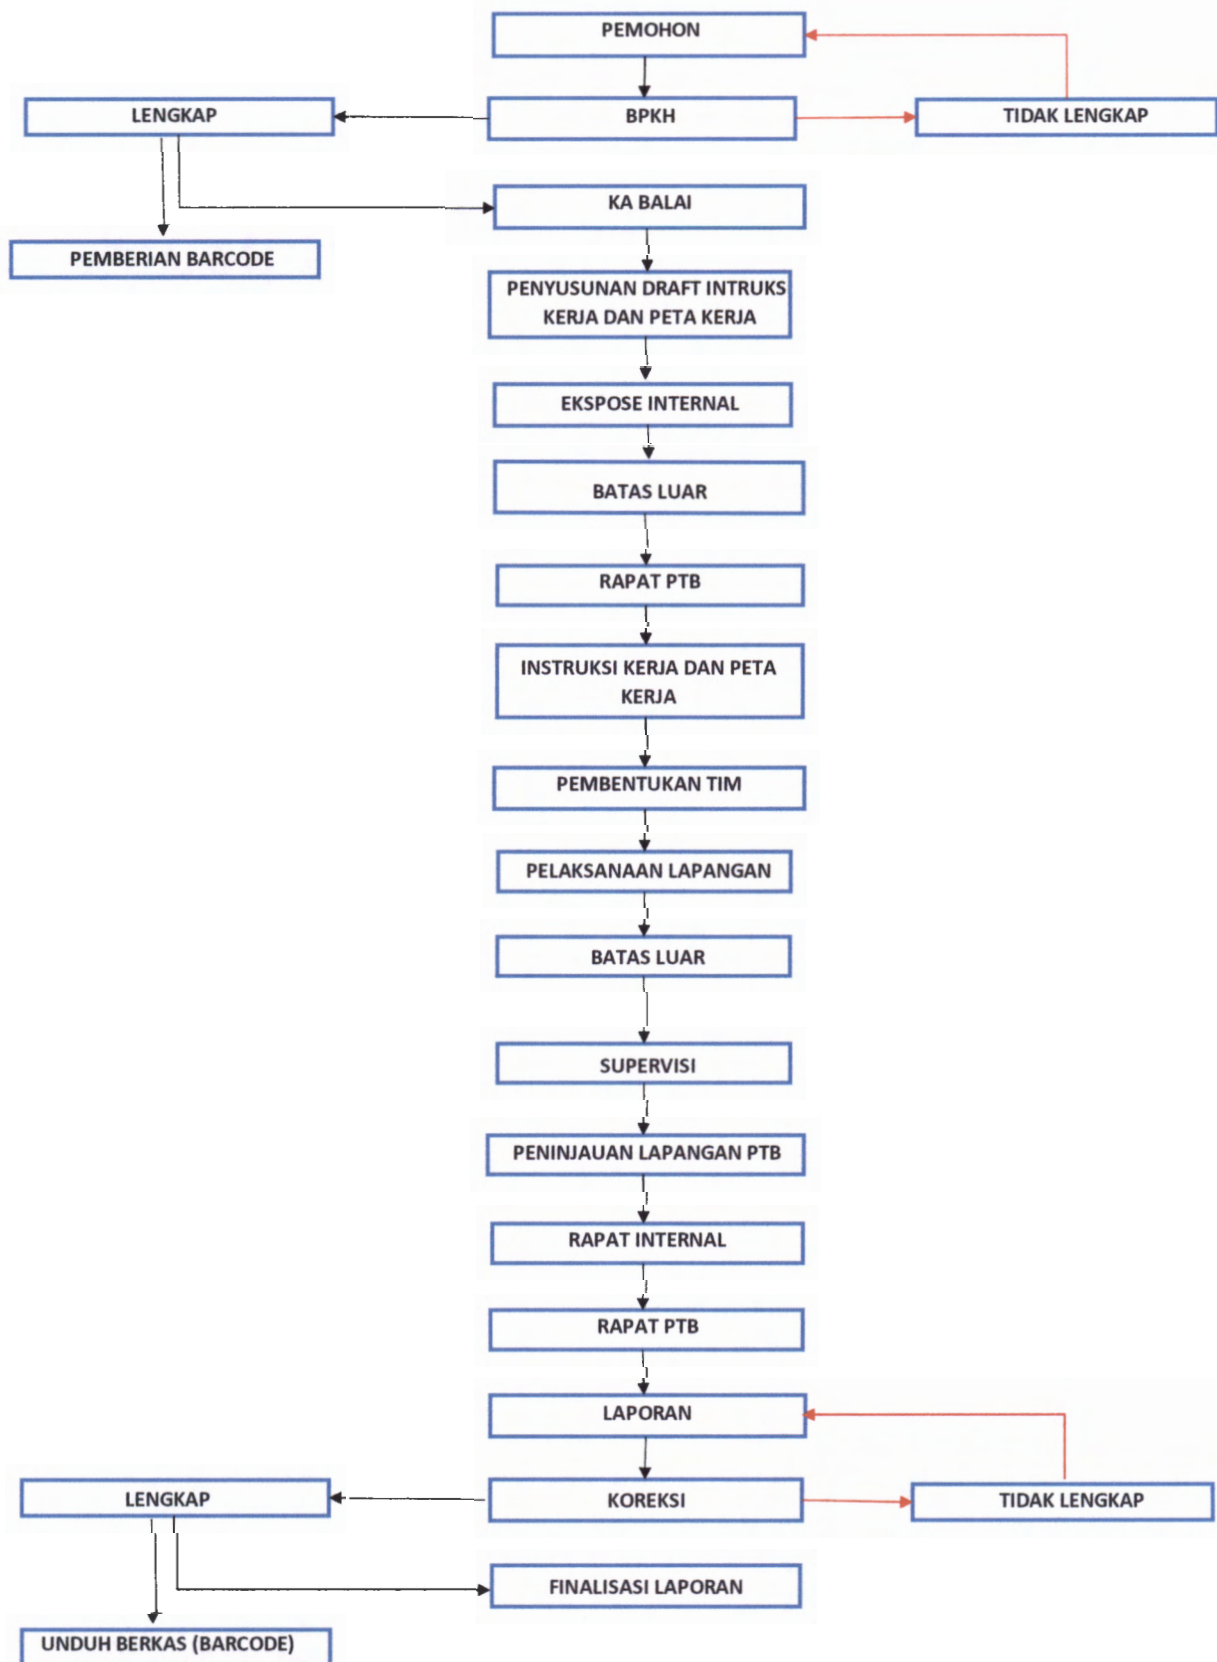 PEMOHON
LENGKAP
BPKH
TIDAK LENGKAP
KA BALAI
PEMBERIAN BARCODE
PENYUSUNAN DRAFT INTRUKS
KERJA DAN PETA KERJA
EKSPOSE INTERNAL
BATAS LUAR
RAPAT PTB
INSTRUKSI KERJA DAN PETA
KERJA
PEMBENTUKAN TIM
PELAKSANAAN LAPANGAN
BATAS LUAR
SUPERVISI
PENINJAUAN LAPANGAN PTB
RAPAT INTERNAL
RAPAT PTB
LAPORAN
LENGKAP
KOREKSI
TIDAK LENGKAP
FINALISASI LAPORAN
UNDUH BERKAS (BARCODE)